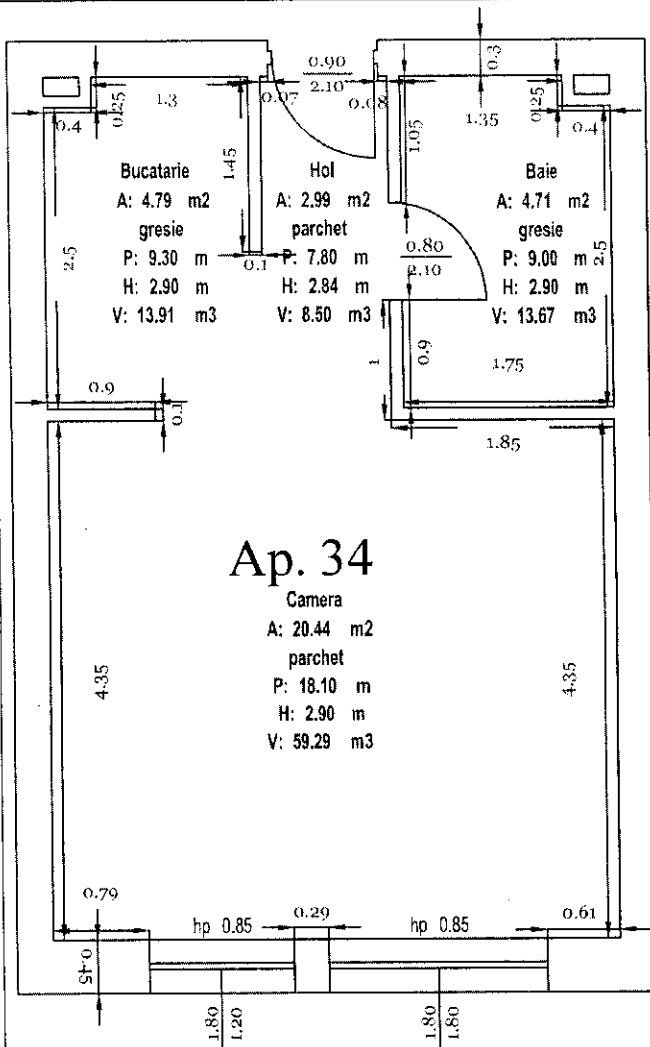 0.90
2.10
0.3
0.4
0.25
1.3
0.07
0.08
1.05
1.35
0.25
0.4
1.45
Bucatarie
A: 4.79 m2
gresie
P: 9.30 m
H: 2.90 m
V: 13.91 m3
2.5
0.1
Hol
A: 2.99 m2
parchet
P: 7.80 m
H: 2.84 m
V: 8.50 m3
0.80
2.10
Baie
A: 4.71 m2
gresie
P: 9.00 m
H: 2.90 m
V: 13.67 m3
2.5
0.9
0.1
1
0.9
1.75
1.85
Ap. 34
Camera
A: 20.44 m2
parchet
P: 18.10 m
H: 2.90 m
V: 59.29 m3
4.35
4.35
0.79
hp 0.85
0.29
hp 0.85
0.61
0.45
1.80
1.20
1.80
1.80